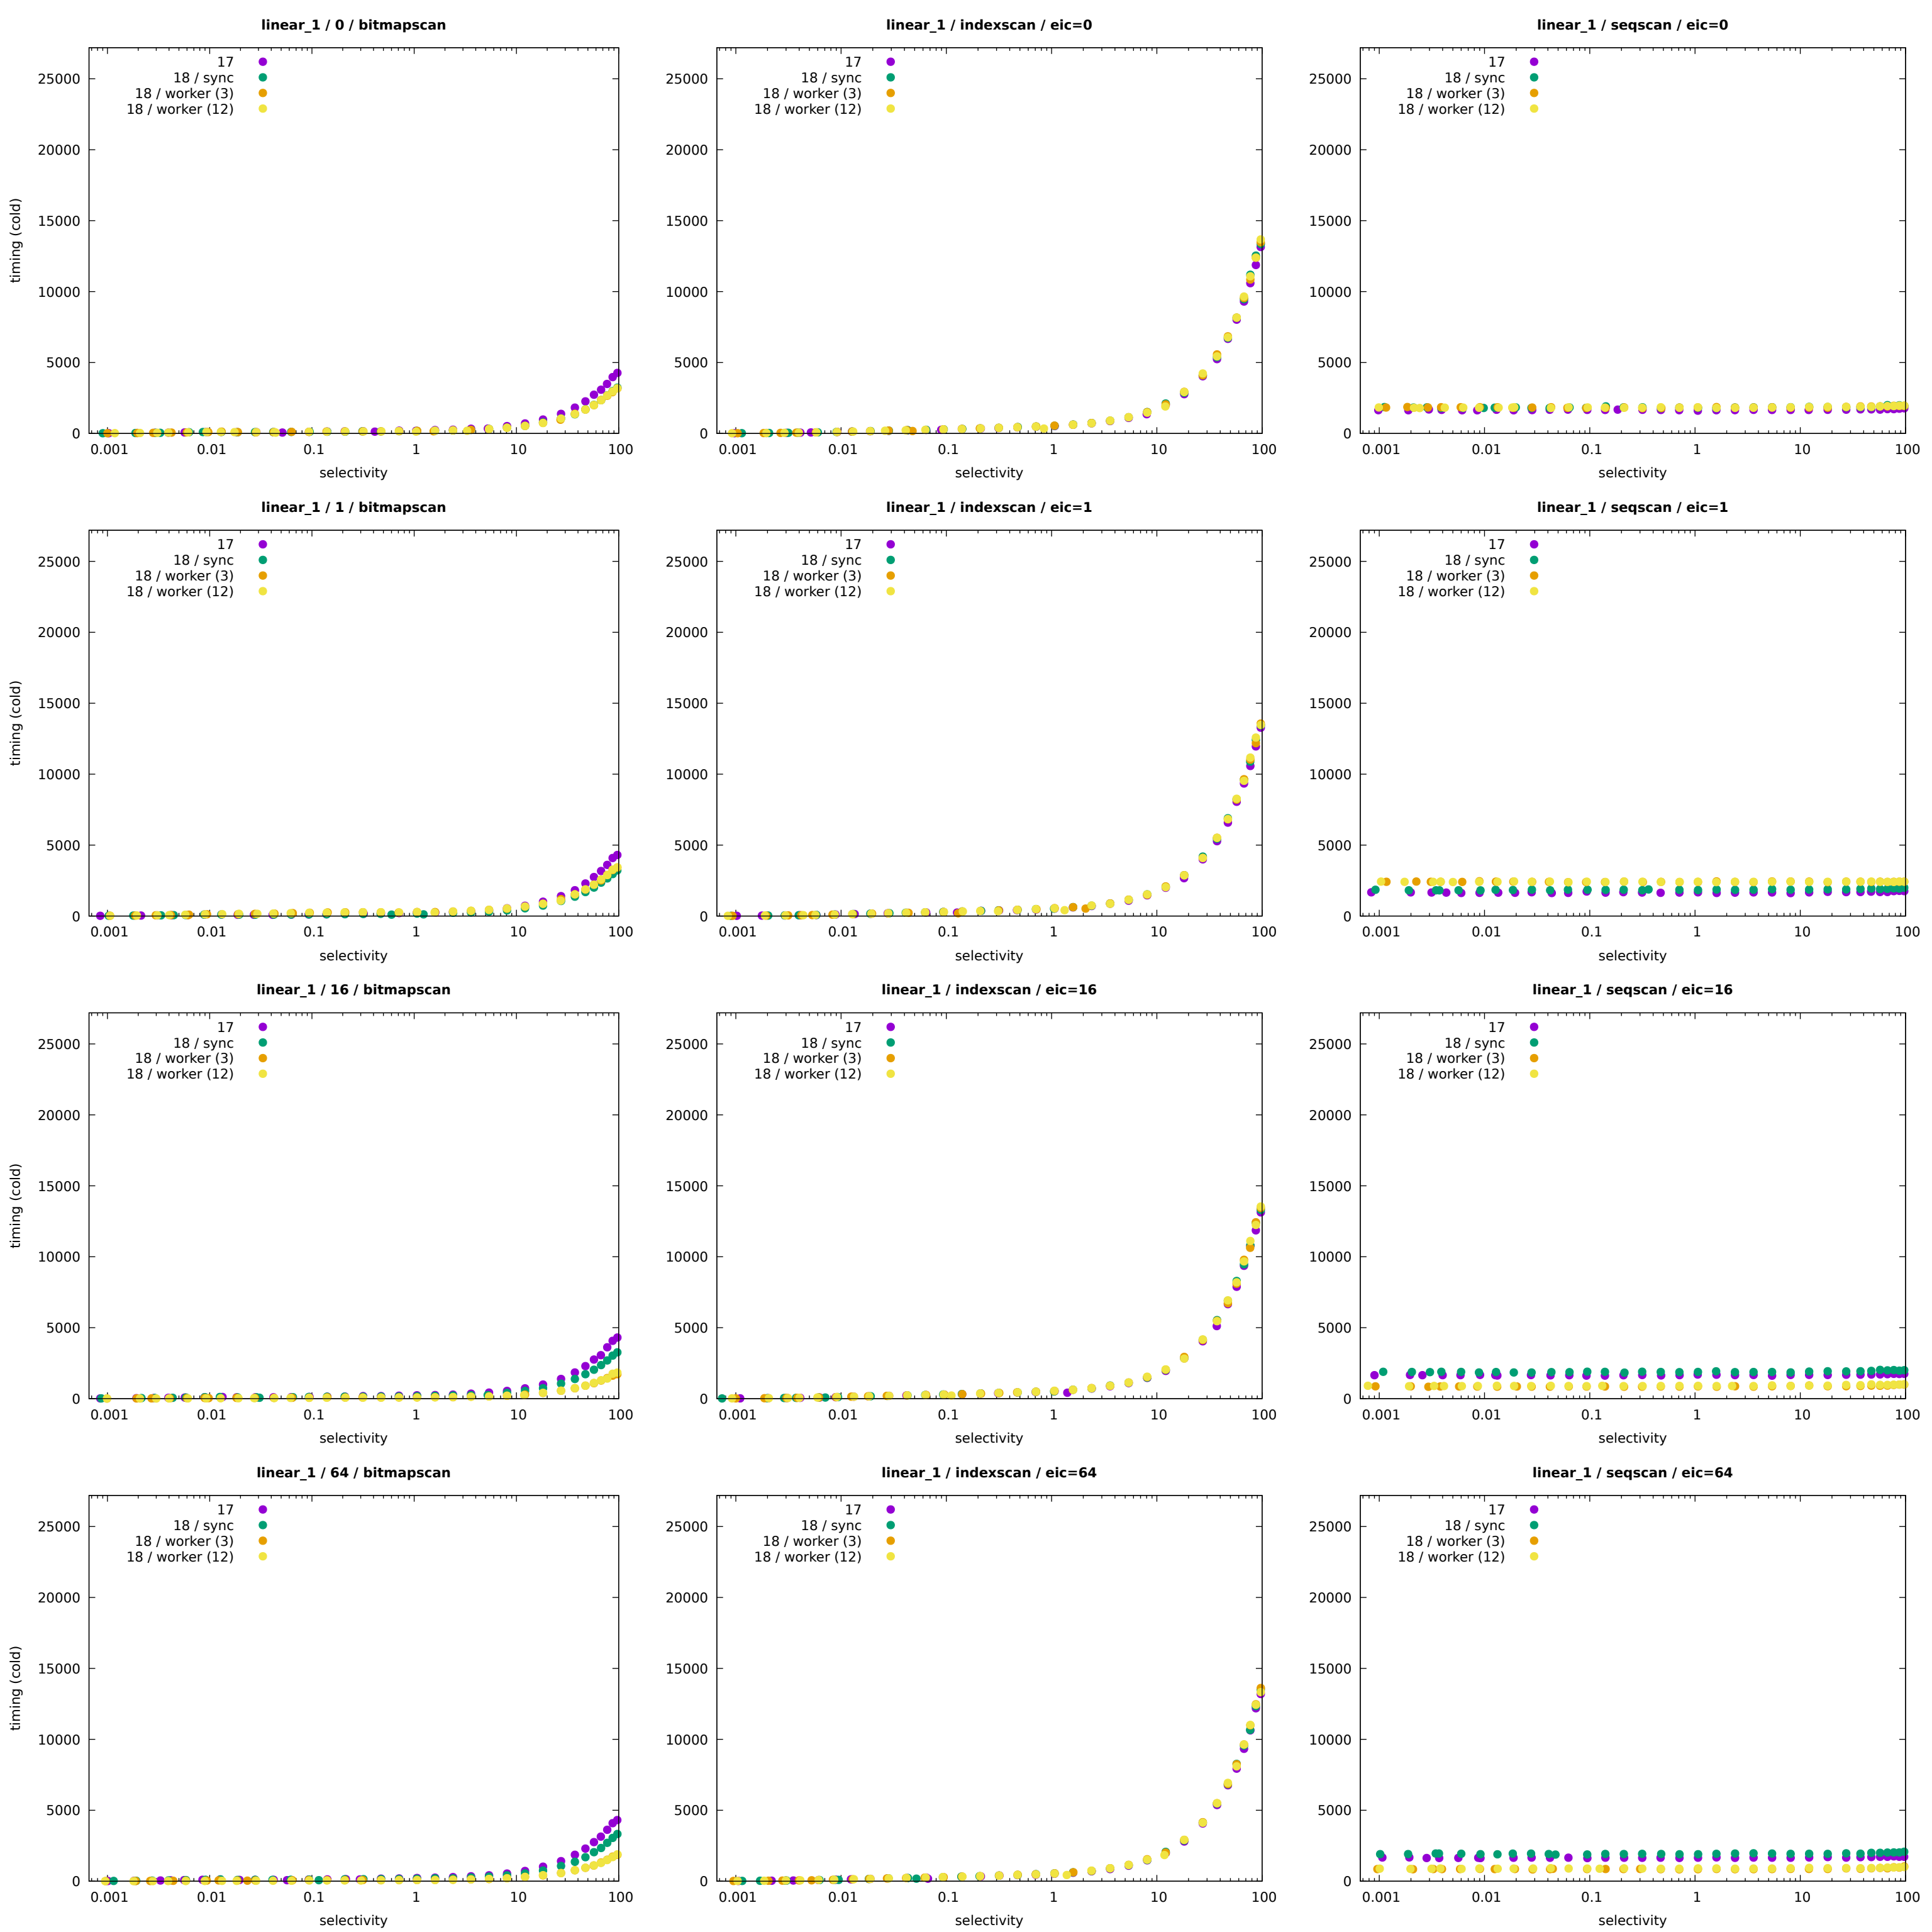 linear_1 / 0 / bitmapscan
17
18 / sync
18 / worker (3)
18 / worker (12)
25000
20000
15000
10000
5000
0
timing (cold)
0.001 0.01 0.1 1 10 100
selectivity
linear_1 / indexscan / eic=0
17
18 / sync
18 / worker (3)
18 / worker (12)
25000
20000
15000
10000
5000
0
0.001 0.01 0.1 1 10 100
selectivity
linear_1 / seqscan / eic=0
17
18 / sync
18 / worker (3)
18 / worker (12)
25000
20000
15000
10000
5000
0
0.001 0.01 0.1 1 10 100
selectivity
linear_1 / 1 / bitmapscan
17
18 / sync
18 / worker (3)
18 / worker (12)
25000
20000
15000
10000
5000
0
timing (cold)
0.001 0.01 0.1 1 10 100
selectivity
linear_1 / indexscan / eic=1
17
18 / sync
18 / worker (3)
18 / worker (12)
25000
20000
15000
10000
5000
0
0.001 0.01 0.1 1 10 100
selectivity
linear_1 / seqscan / eic=1
17
18 / sync
18 / worker (3)
18 / worker (12)
25000
20000
15000
10000
5000
0
0.001 0.01 0.1 1 10 100
selectivity
linear_1 / 16 / bitmapscan
17
18 / sync
18 / worker (3)
18 / worker (12)
25000
20000
15000
10000
5000
0
timing (cold)
0.001 0.01 0.1 1 10 100
selectivity
linear_1 / indexscan / eic=16
17
18 / sync
18 / worker (3)
18 / worker (12)
25000
20000
15000
10000
5000
0
0.001 0.01 0.1 1 10 100
selectivity
linear_1 / seqscan / eic=16
17
18 / sync
18 / worker (3)
18 / worker (12)
25000
20000
15000
10000
5000
0
0.001 0.01 0.1 1 10 100
selectivity
linear_1 / 64 / bitmapscan
17
18 / sync
18 / worker (3)
18 / worker (12)
25000
20000
15000
10000
5000
0
timing (cold)
0.001 0.01 0.1 1 10 100
selectivity
linear_1 / indexscan / eic=64
17
18 / sync
18 / worker (3)
18 / worker (12)
25000
20000
15000
10000
5000
0
0.001 0.01 0.1 1 10 100
selectivity
linear_1 / seqscan / eic=64
17
18 / sync
18 / worker (3)
18 / worker (12)
25000
20000
15000
10000
5000
0
0.001 0.01 0.1 1 10 100
selectivity